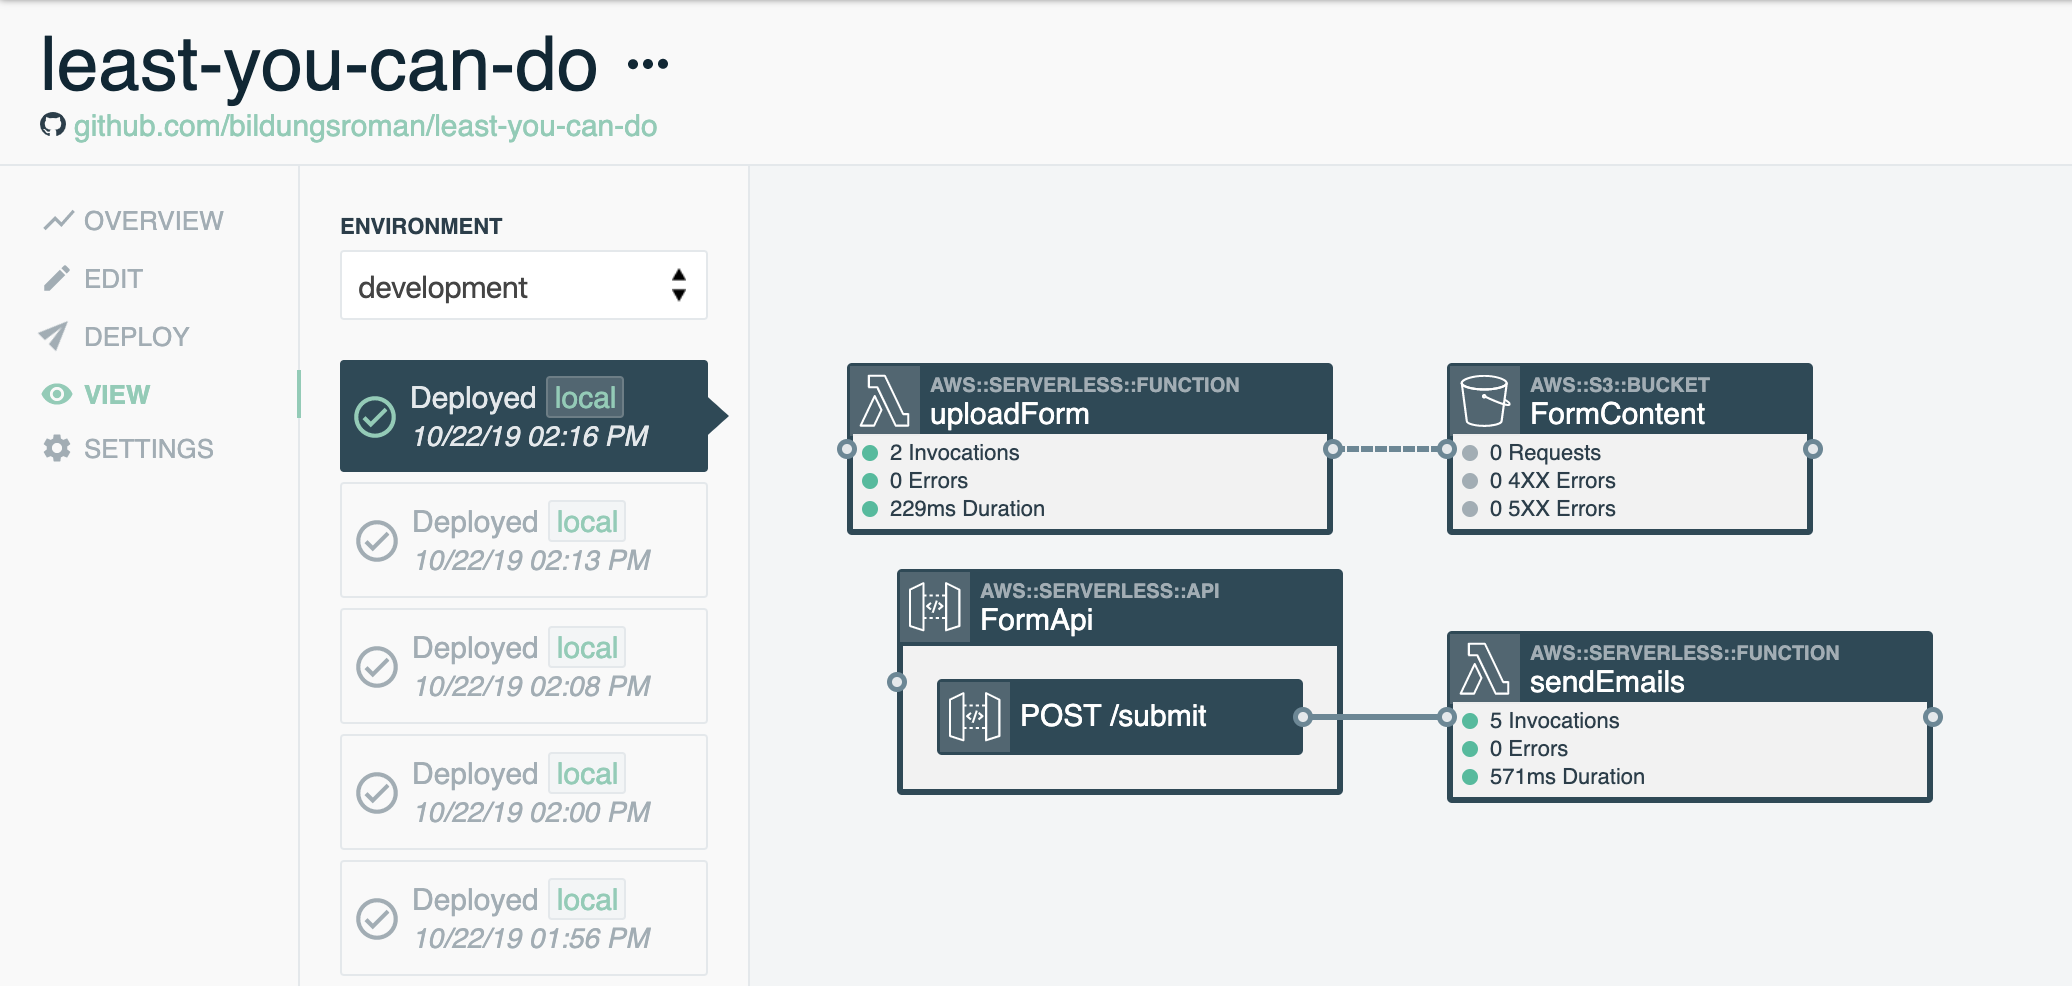 least-you-can-do ...
github.com/bildungsroman/least-you-can-do
OVERVIEW
EDIT
DEPLOY
VIEW
SETTINGS
ENVIRONMENT
development
Deployed local
10/22/19 02:16 PM
Deployed local
10/22/19 02:13 PM
Deployed local
10/22/19 02:08 PM
Deployed local
10/22/19 02:00 PM
Deployed local
10/22/19 01:56 PM
AWS::SERVERLESS::FUNCTION
uploadForm
2 Invocations
0 Errors
229ms Duration
AWS::S3::BUCKET
FormContent
0 Requests
0 4XX Errors
0 5XX Errors
AWS::SERVERLESS::API
FormApi
</>
</> POST /submit
AWS::SERVERLESS::FUNCTION
sendEmails
5 Invocations
0 Errors
571ms Duration